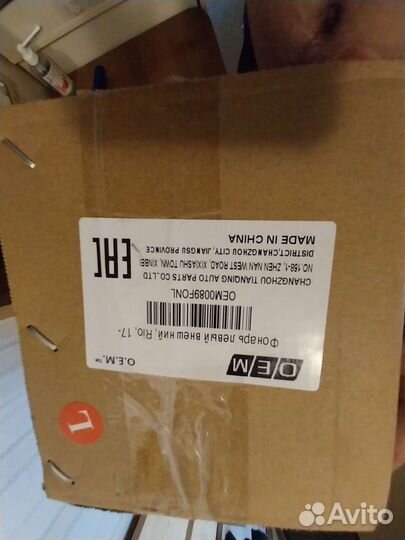 OEM
O.E.M.™
Фонарь левый внешний, Rio, 17-
OEM0089FONL
CHANGZHOU TIANQING AUTO PARTS CO.,LTD
NO.168-1, ZHEN NAN WEST ROAD, XIXIASHU TOWN, XINBEI
DISTRICT,CHANGZHOU CITY, JIANGSU PROVINCE
MADE IN CHINA
EAC
L
Avito